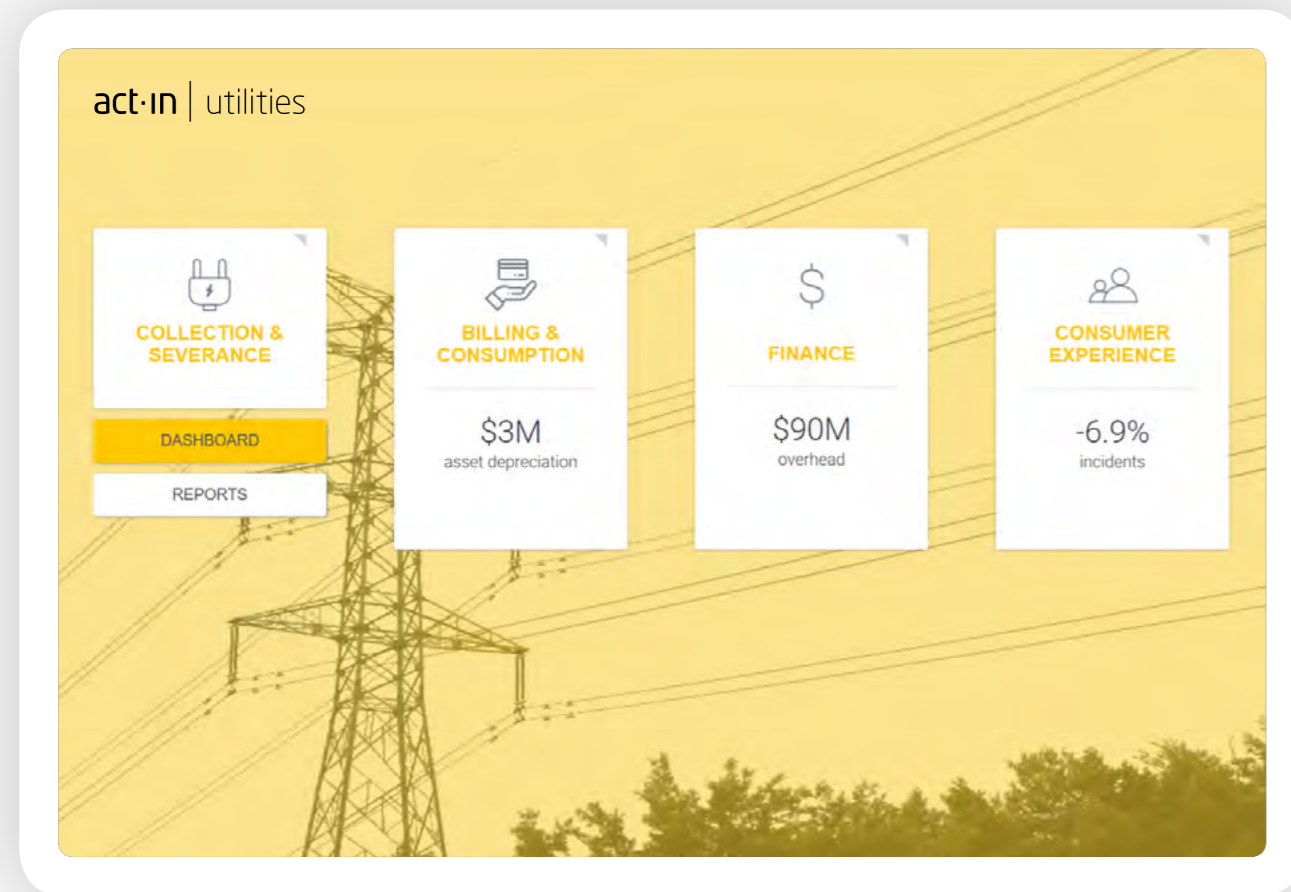 act·in | utilities
COLLECTION &
SEVERANCE
DASHBOARD
REPORTS
BILLING &
CONSUMPTION
$3M
asset depreciation
$
FINANCE
$90M
overhead
CONSUMER
EXPERIENCE
-6.9%
incidents